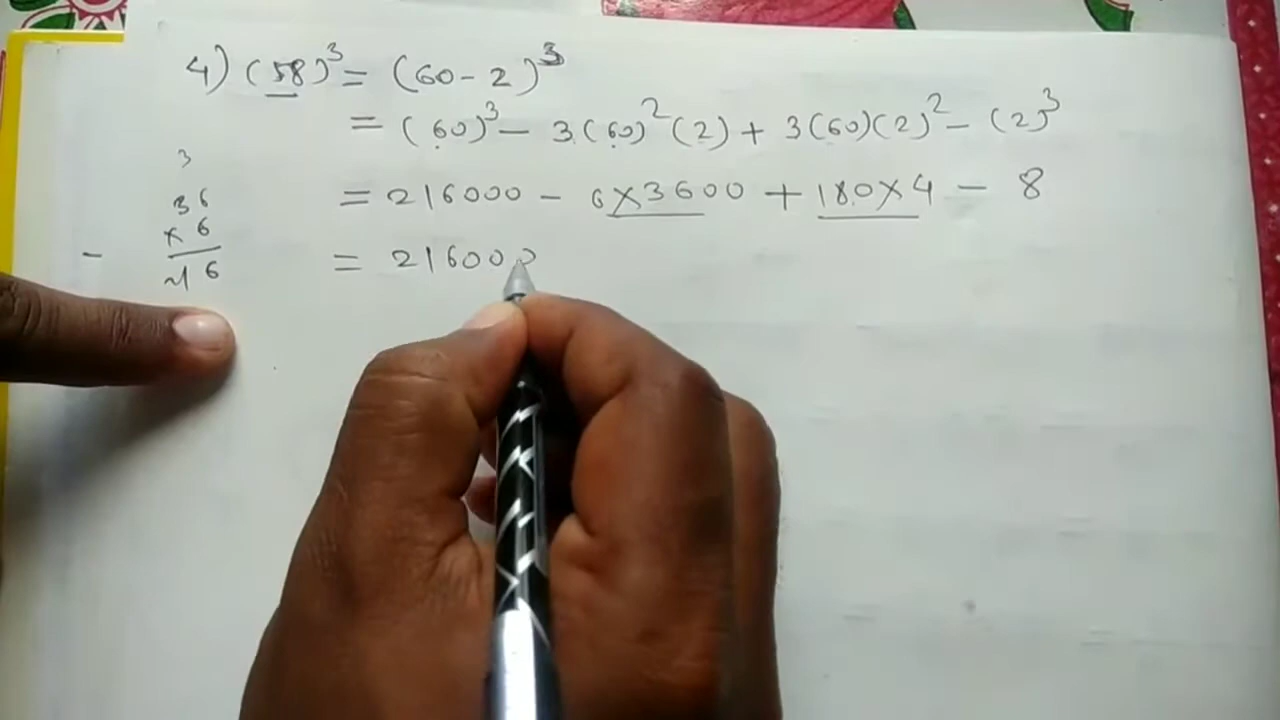 4) (58)³ = (60 - 2)³
= (60)³ - 3(60)²(2) + 3(60)(2)² - (2)³
= 216000 - 6×3600 + 180×4 - 8
= 216000
3
36
× 6
- 216